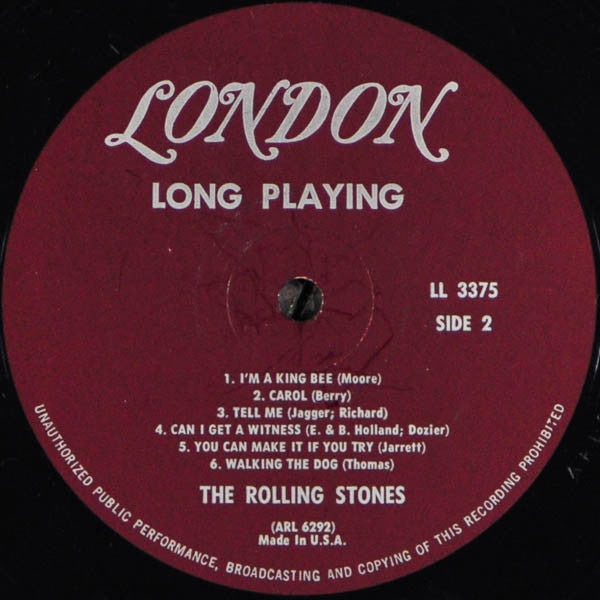 LONDON
LONG PLAYING
LL 3375
SIDE 2
1. I'M A KING BEE (Moore)
2. CAROL (Berry)
3. TELL ME (Jagger; Richard)
4. CAN I GET A WITNESS (E. & B. Holland; Dozier)
5. YOU CAN MAKE IT IF YOU TRY (Jarrett)
6. WALKING THE DOG (Thomas)
THE ROLLING STONES
(ARL 6292)
Made In U.S.A.
UNAUTHORIZED PUBLIC PERFORMANCE, BROADCASTING AND COPYING OF THIS RECORDING PROHIBITED